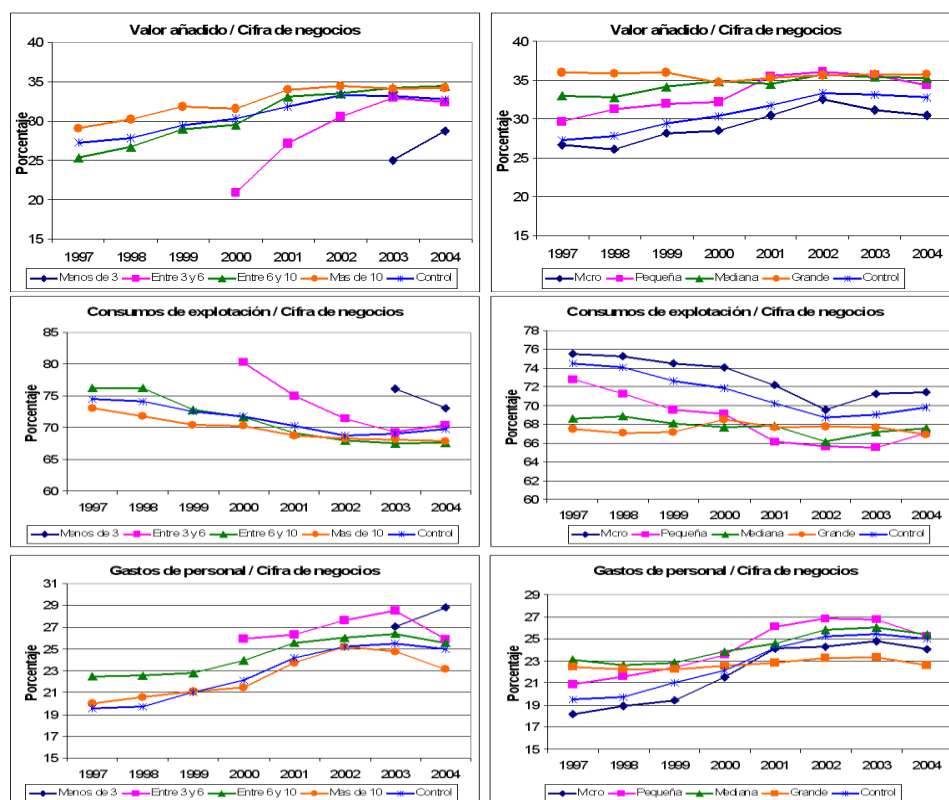 Valor añadido / Cifra de negocios
Porcentaje
40
35
30
25
20
15
1997 1998 1999 2000 2001 2002 2003 2004
Menos de 3 Entre 3 y 6 Entre 6 y 10 Mas de 10 Control
Valor añadido / Cifra de negocios
Porcentaje
40
35
30
25
20
15
1997 1998 1999 2000 2001 2002 2003 2004
Mcro Pequeña Mediana Grande Control
Consumos de explotación / Cifra de negocios
Porcentaje
85
80
75
70
65
60
1997 1998 1999 2000 2001 2002 2003 2004
Menos de 3 Entre 3 y 6 Entre 6 y 10 Mas de 10 Control
Consumos de explotación / Cifra de negocios
Porcentaje
78
76
74
72
70
68
66
64
62
60
1997 1998 1999 2000 2001 2002 2003 2004
Mcro Pequeña Mediana Grande Control
Gastos de personal / Cifra de negocios
Porcentaje
31
29
27
25
23
21
19
17
15
1997 1998 1999 2000 2001 2002 2003 2004
Menos de 3 Entre 3 y 6 Entre 6 y 10 Mas de 10 Control
Gastos de personal / Cifra de negocios
Porcentaje
29
27
25
23
21
19
17
15
1997 1998 1999 2000 2001 2002 2003 2004
Mcro Pequeña Mediana Grande Control